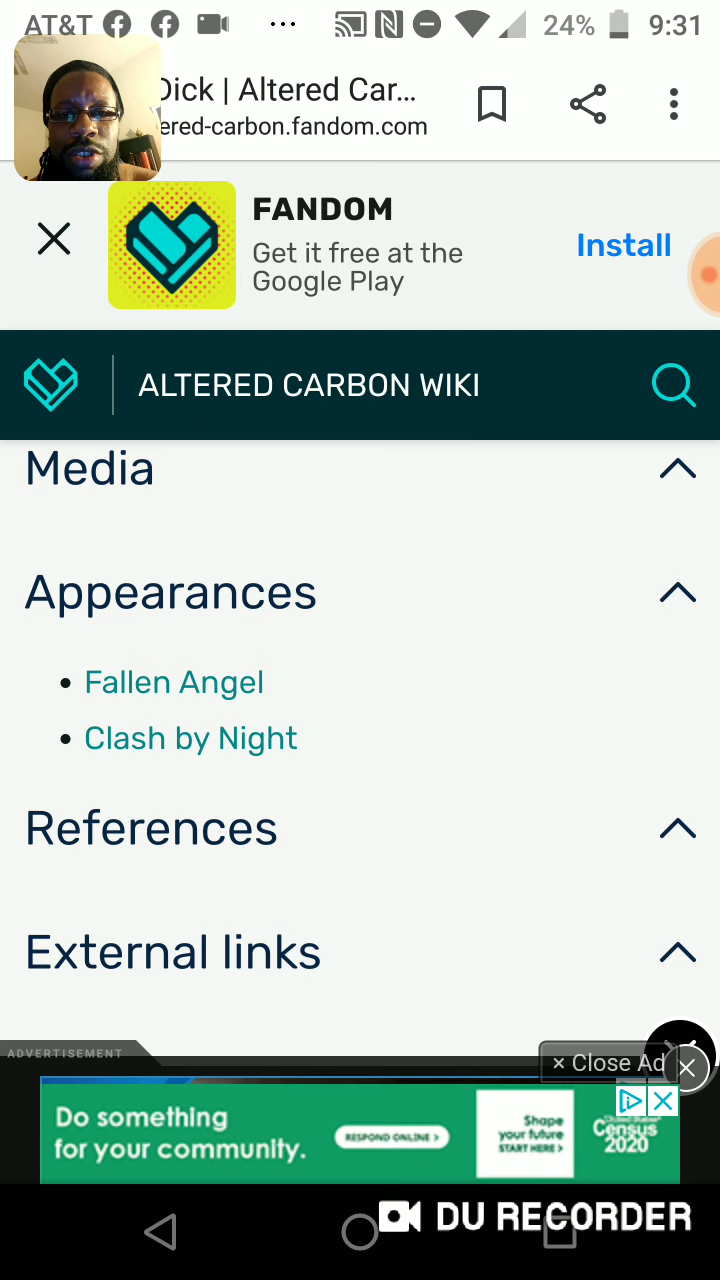 AT&T ... 24% 9:31
Dick | Altered Car...
ered-carbon.fandom.com
FANDOM
Get it free at the
Google Play
Install
ALTERED CARBON WIKI
Media
Appearances
• Fallen Angel
• Clash by Night
References
External links
ADVERTISEMENT
× Close Ad
Do something
for your community.
RESPOND ONLINE >
Shape
your future
START HERE >
United States®
Census
2020
DU RECORDER